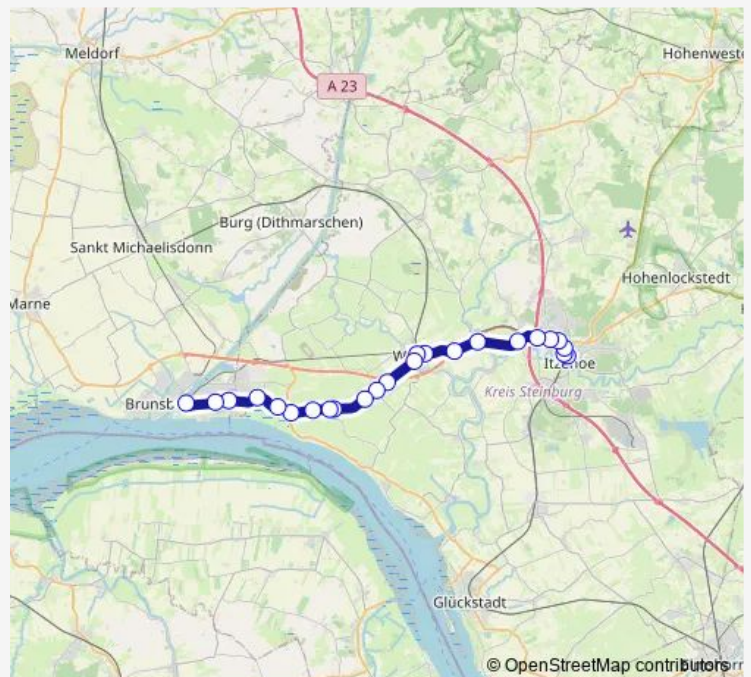 Meldorf
Hohenweste
A 23
Burg (Dithmarschen)
Sankt Michaelisdonn
Marne
Hohenlockstedt
W
Itzehoe
Kreis Steinburg
Brunsb
Glückstadt
© OpenStreetMap contributors